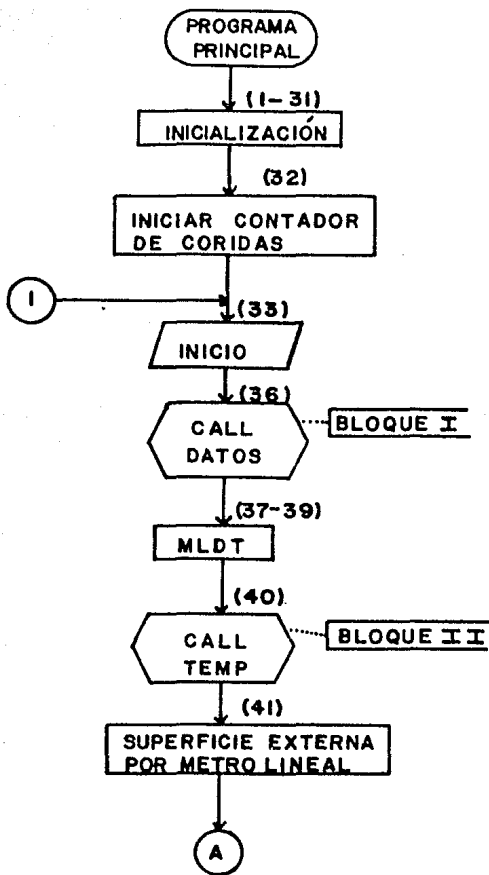 PROGRAMA
PRINCIPAL
(1-31)
INICIALIZACIÓN
(32)
INICIAR CONTADOR
DE CORIDAS
I
(33)
INICIO
(36)
CALL
DATOS
BLOQUE I
(37-39)
MLDT
(40)
CALL
TEMP
BLOQUE II
(41)
SUPERFICIE EXTERNA
POR METRO LINEAL
A